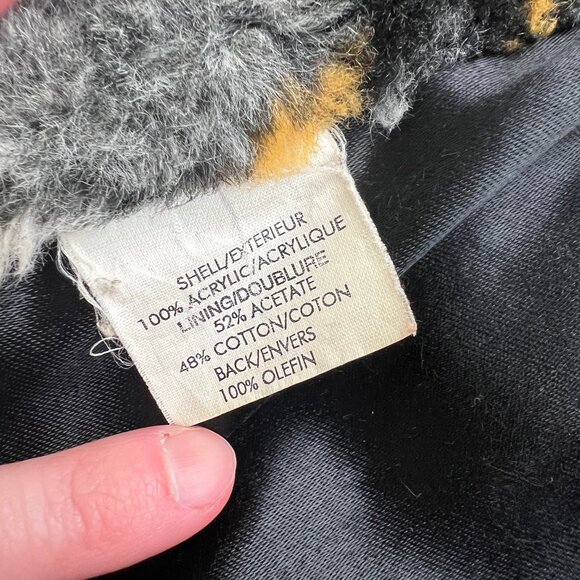 SHELL/EXTERIEUR
100% ACRYLIC/ACRYLIQUE
LINING/DOUBLURE
52% ACETATE
48% COTTON/COTON
BACK/ENVERS
100% OLEFIN